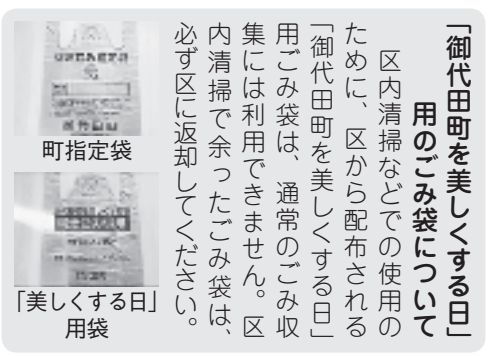 「御代田町を美しくする日」
用のごみ袋について
区内清掃などでの使用の
ために、区から配布される
「御代田町を美しくする日」
用ごみ袋は、通常のごみ収
集には利用できません。区
内清掃で余ったごみ袋は、
必ず区に返却してください。
町指定袋
「美しくする日」
用袋